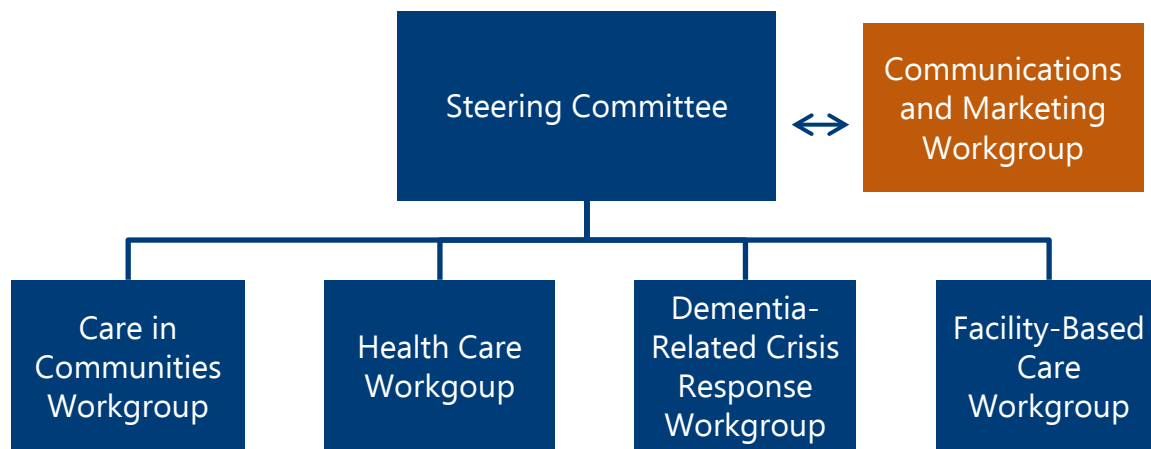 Steering Committee
Communications
and Marketing
Workgroup
Care in
Communities
Workgroup
Health Care
Workgoup
Dementia-
Related Crisis
Response
Workgroup
Facility-Based
Care
Workgroup